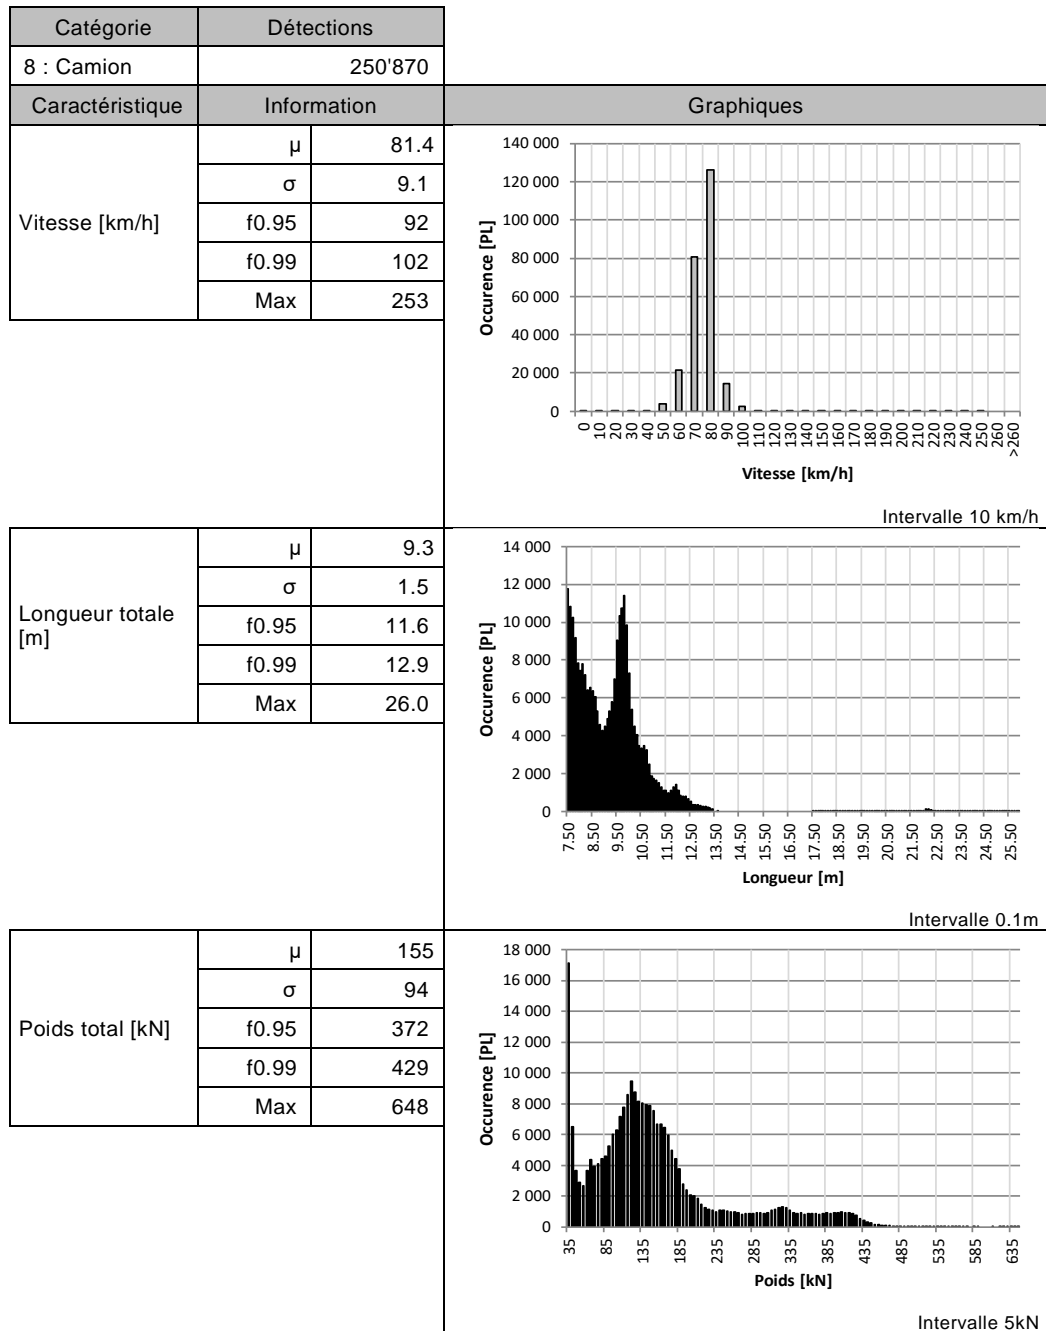 Catégorie Détections
8 : Camion 250'870
Caractéristique Information Graphiques
Vitesse [km/h]
µ 81.4
σ 9.1
f0.95 92
f0.99 102
Max 253
140 000
120 000
100 000
80 000
60 000
40 000
20 000
0
Occurence [PL]
0 10 20 30 40 50 60 70 80 90 100 110 120 130 140 150 160 170 180 190 200 210 220 230 240 250 260 >260
Vitesse [km/h]
Intervalle 10 km/h
Longueur totale
[m]
µ 9.3
σ 1.5
f0.95 11.6
f0.99 12.9
Max 26.0
14 000
12 000
10 000
8 000
6 000
4 000
2 000
0
Occurence [PL]
7.50 8.50 9.50 10.50 11.50 12.50 13.50 14.50 15.50 16.50 17.50 18.50 19.50 20.50 21.50 22.50 23.50 24.50 25.50
Longueur [m]
Intervalle 0.1m
Poids total [kN]
µ 155
σ 94
f0.95 372
f0.99 429
Max 648
18 000
16 000
14 000
12 000
10 000
8 000
6 000
4 000
2 000
0
Occurence [PL]
35 85 135 185 235 285 335 385 435 485 535 585 635
Poids [kN]
Intervalle 5kN